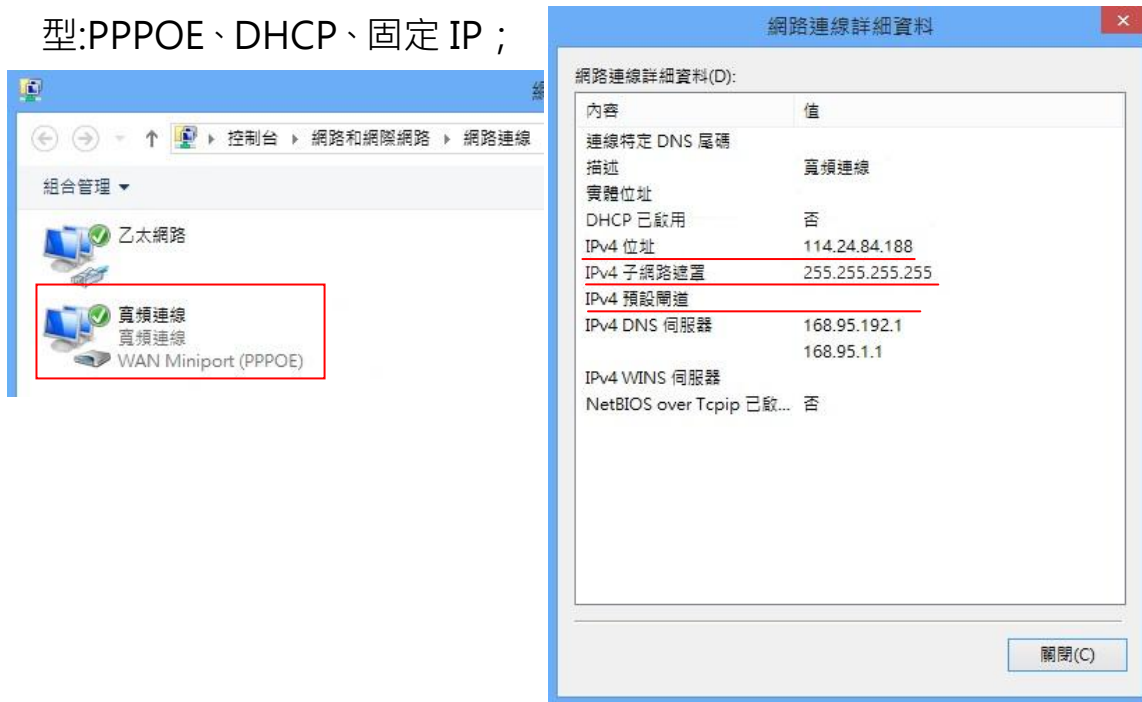 型:PPPOE、DHCP、固定 IP；
控制台 ▸ 網路和網際網路 ▸ 網路連線
組合管理
乙太網路
寬頻連線
寬頻連線
WAN Miniport (PPPOE)
網路連線詳細資料
網路連線詳細資料(D):
內容 值
連線特定 DNS 尾碼
描述 寬頻連線
實體位址
DHCP 已啟用 否
IPv4 位址 114.24.84.188
IPv4 子網路遮罩 255.255.255.255
IPv4 預設閘道
IPv4 DNS 伺服器 168.95.192.1
168.95.1.1
IPv4 WINS 伺服器
NetBIOS over Tcpip 已啟... 否
關閉(C)